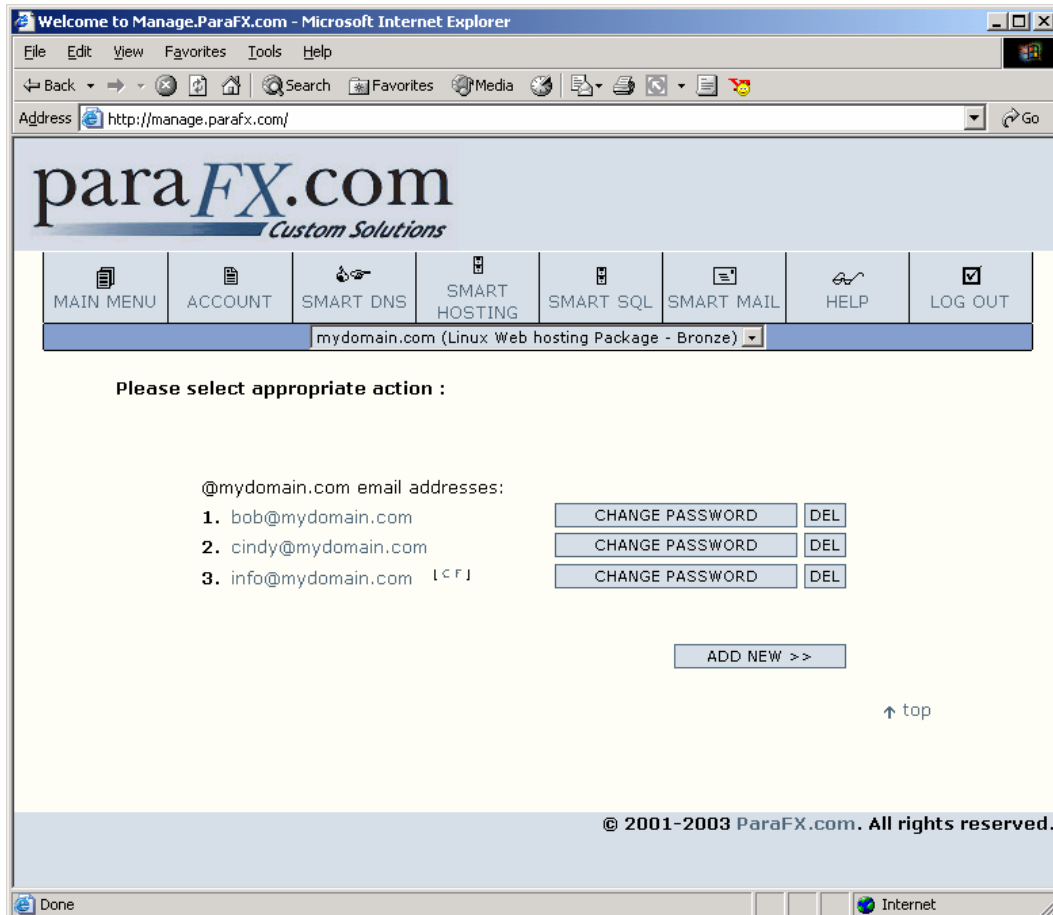 Welcome to Manage.ParaFX.com - Microsoft Internet Explorer
File Edit View Favorites Tools Help
Back Search Favorites Media
Address http://manage.parafx.com/ Go
paraFX.com
Custom Solutions
MAIN MENU ACCOUNT SMART DNS SMART HOSTING SMART SQL SMART MAIL HELP LOG OUT
mydomain.com (Linux Web hosting Package - Bronze)
Please select appropriate action :
@mydomain.com email addresses:
1. bob@mydomain.com CHANGE PASSWORD DEL
2. cindy@mydomain.com CHANGE PASSWORD DEL
3. info@mydomain.com [ C F ] CHANGE PASSWORD DEL
ADD NEW >>
↑ top
© 2001-2003 ParaFX.com. All rights reserved.
Done Internet